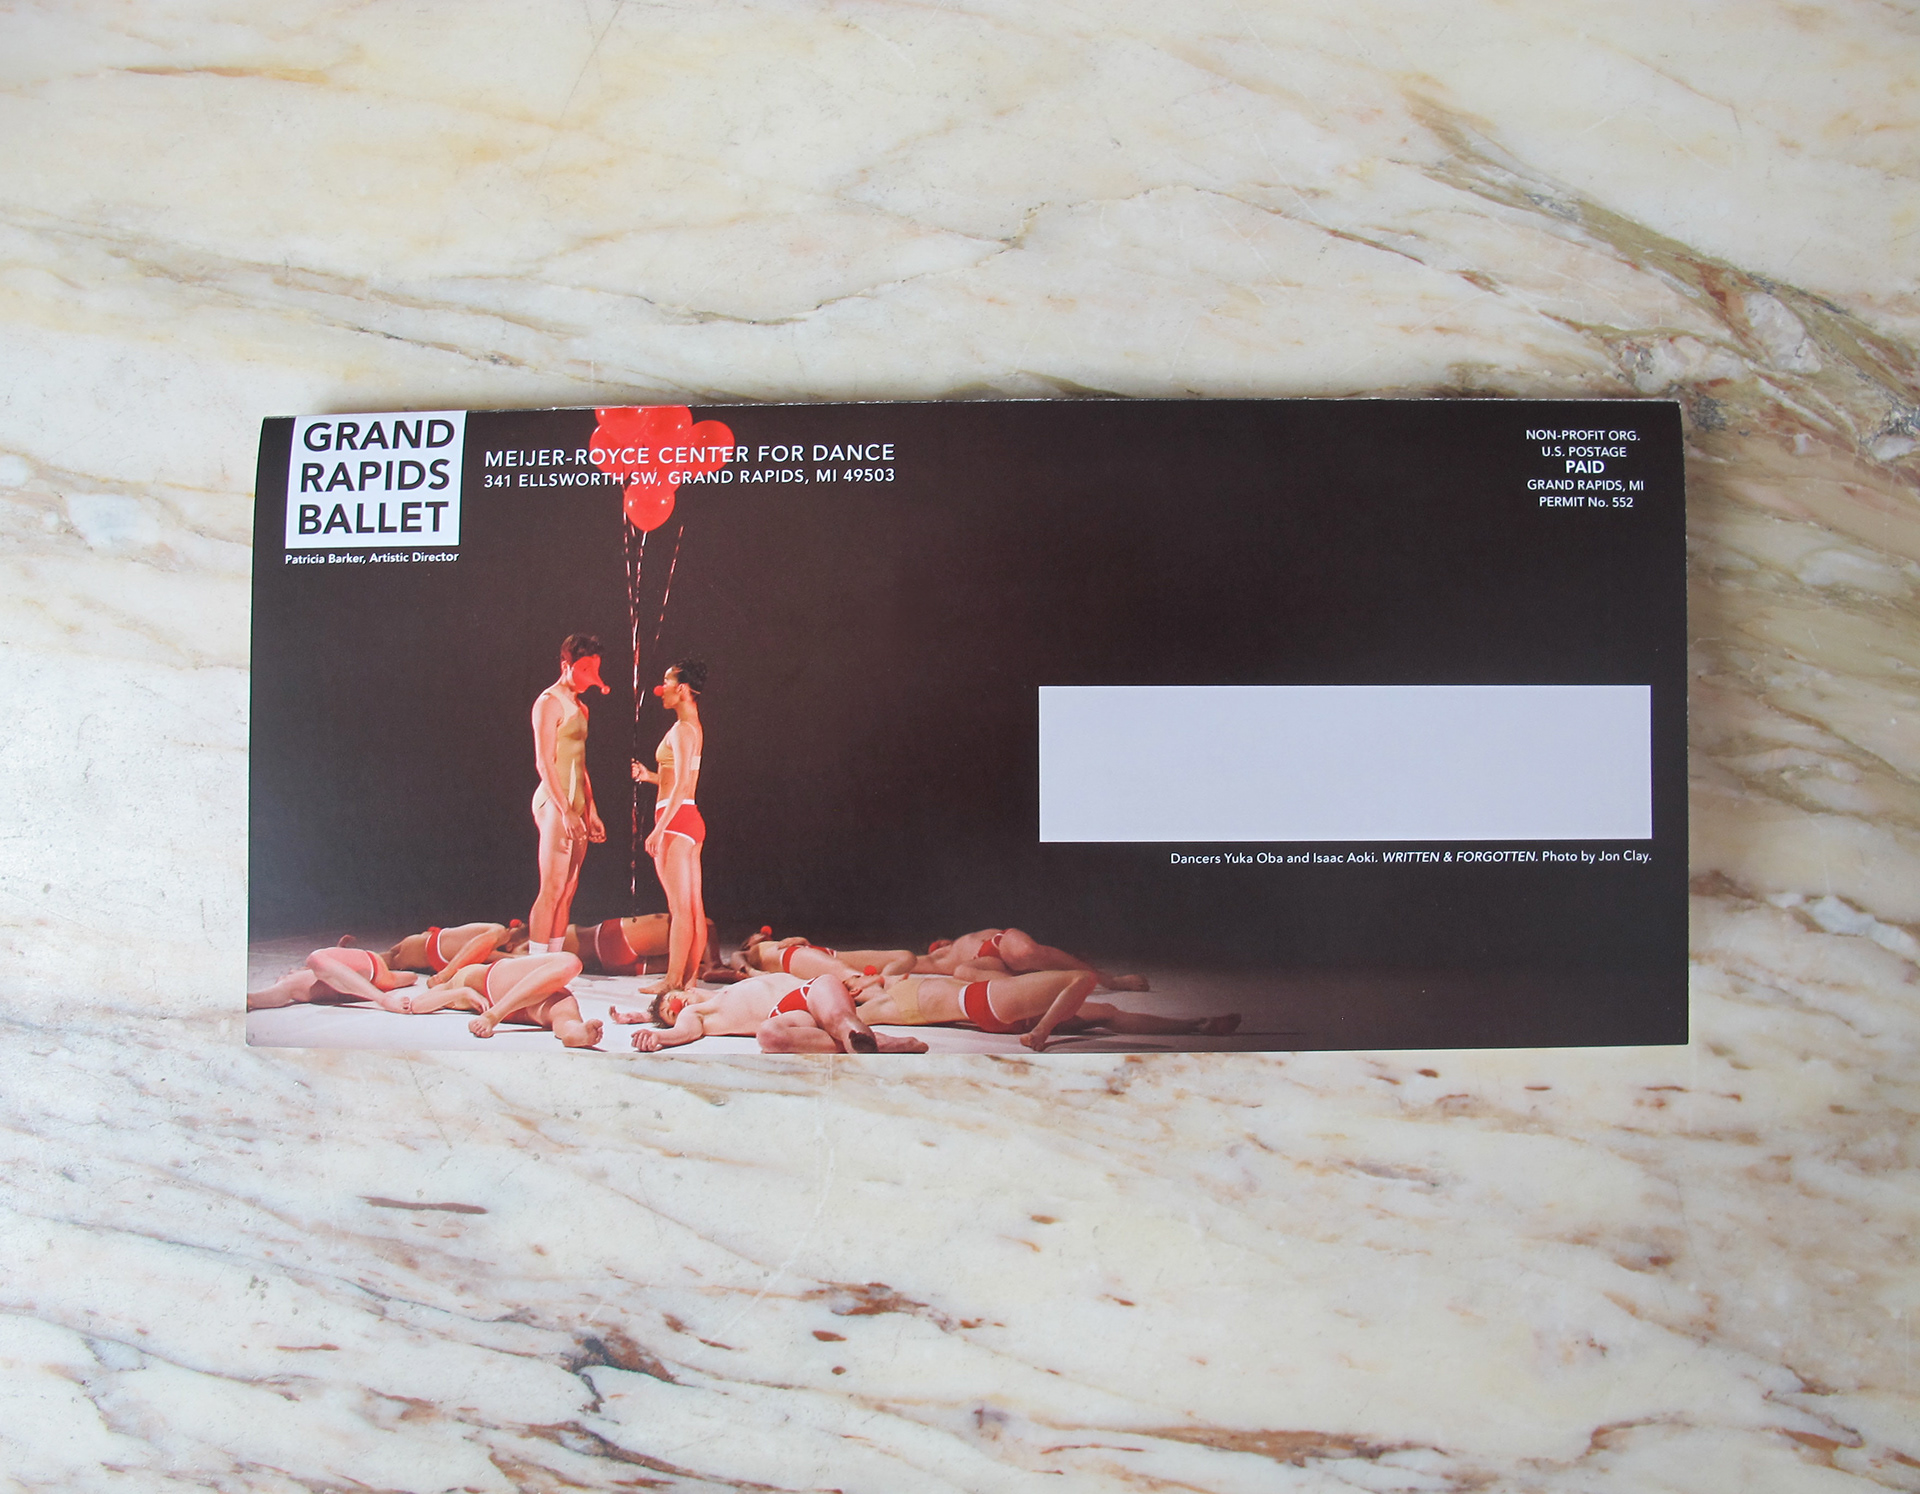 GRAND
RAPIDS
BALLET
Patricia Barker, Artistic Director
MEIJER-ROYCE CENTER FOR DANCE
341 ELLSWORTH SW, GRAND RAPIDS, MI 49503
NON-PROFIT ORG.
U.S. POSTAGE
PAID
GRAND RAPIDS, MI
PERMIT No. 552
Dancers Yuka Oba and Isaac Aoki. WRITTEN & FORGOTTEN. Photo by Jon Clay.